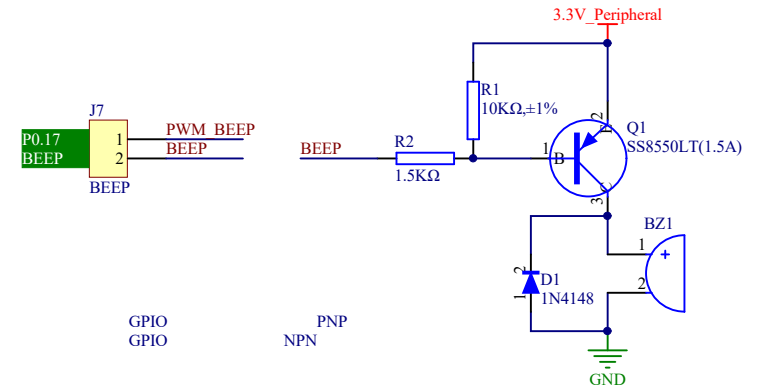 3.3V_Peripheral
J7
R1
10KΩ,±1%
P0.17
BEEP
1
2
PWM_BEEP
BEEP
BEEP
BEEP
R2
1.5KΩ
1
B
2
E
Q1
SS8550LT(1.5A)
C
3
BZ1
1
+
2
2
1
D1
1N4148
GPIO PNP
GPIO NPN
GND